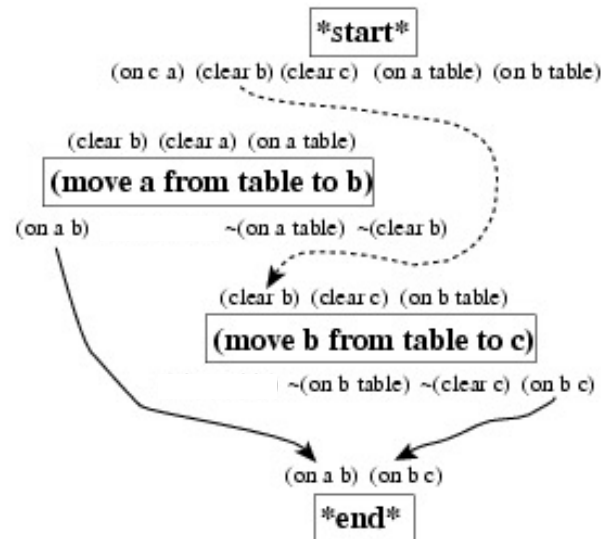 *start*
(on c a) (clear b) (clear c) (on a table) (on b table)
(clear b) (clear a) (on a table)
(move a from table to b)
(on a b) ~(on a table) ~(clear b)
(clear b) (clear c) (on b table)
(move b from table to c)
~(on b table) ~(clear c) (on b c)
(on a b) (on b c)
*end*